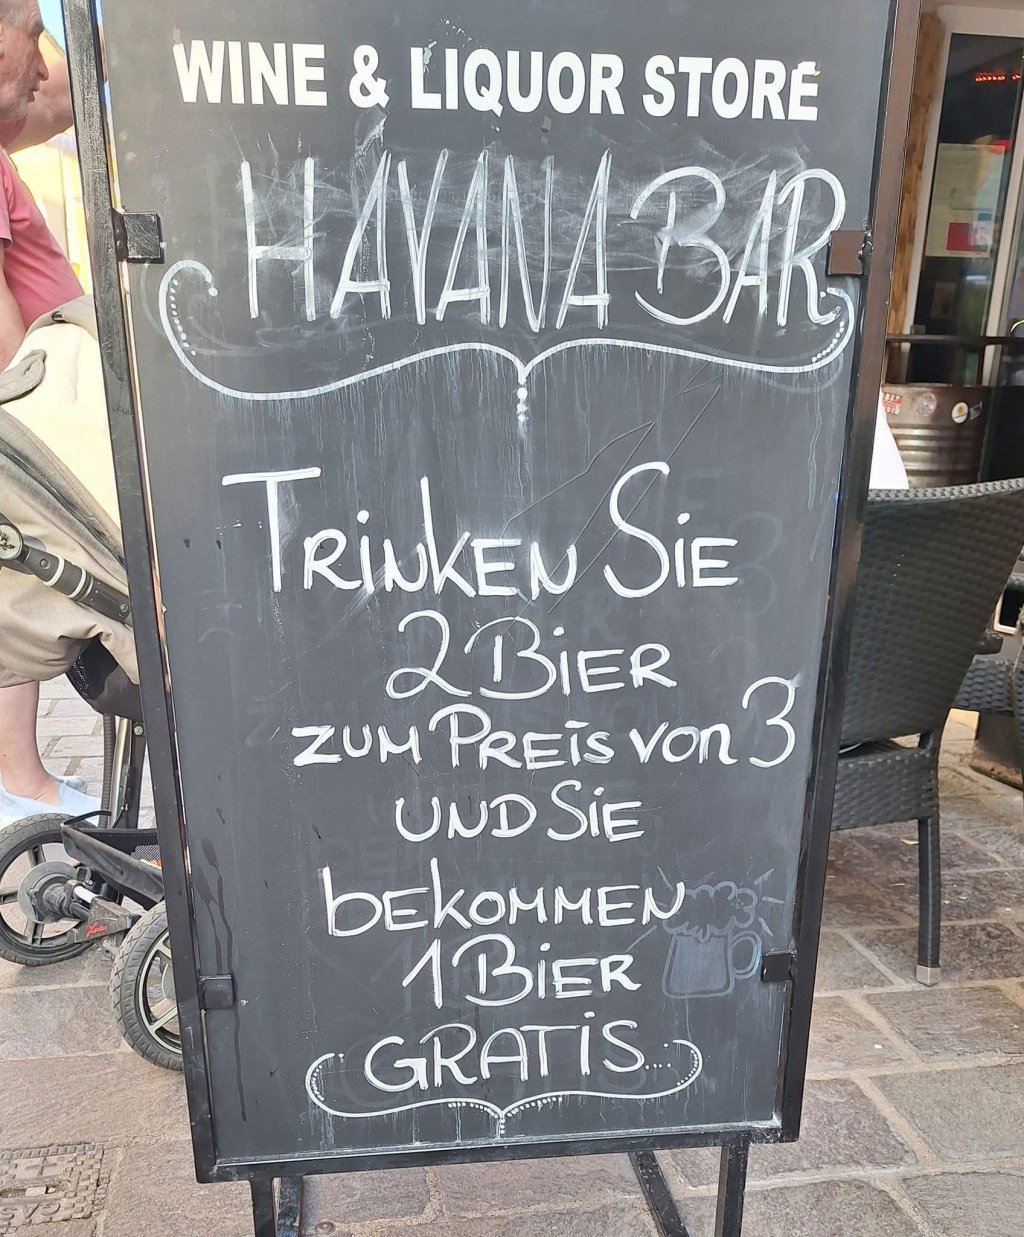 WINE & LIQUOR STORE
HAVANA BAR
TRINKEN SIE
2 BIER
ZUM PREIS VON 3
UND SIE
BEKOMMEN
1 BIER
GRATIS...